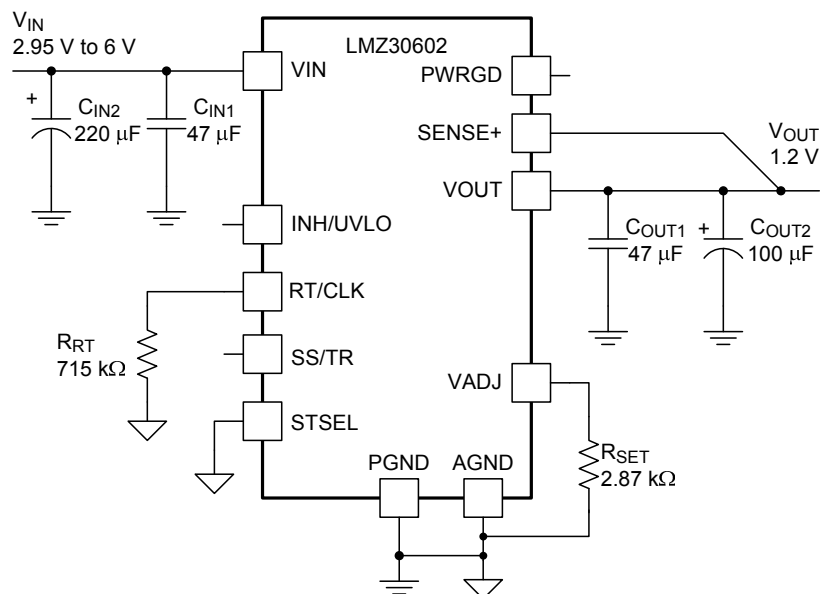 VIN
2.95 V to 6 V
LMZ30602
VIN
PWRGD
+
CIN2
220 μF
CIN1
47 μF
SENSE+
VOUT
1.2 V
VOUT
INH/UVLO
COUT1
47 μF
+
COUT2
100 μF
RT/CLK
RRT
715 kΩ
SS/TR
VADJ
STSEL
PGND
AGND
RSET
2.87 kΩ